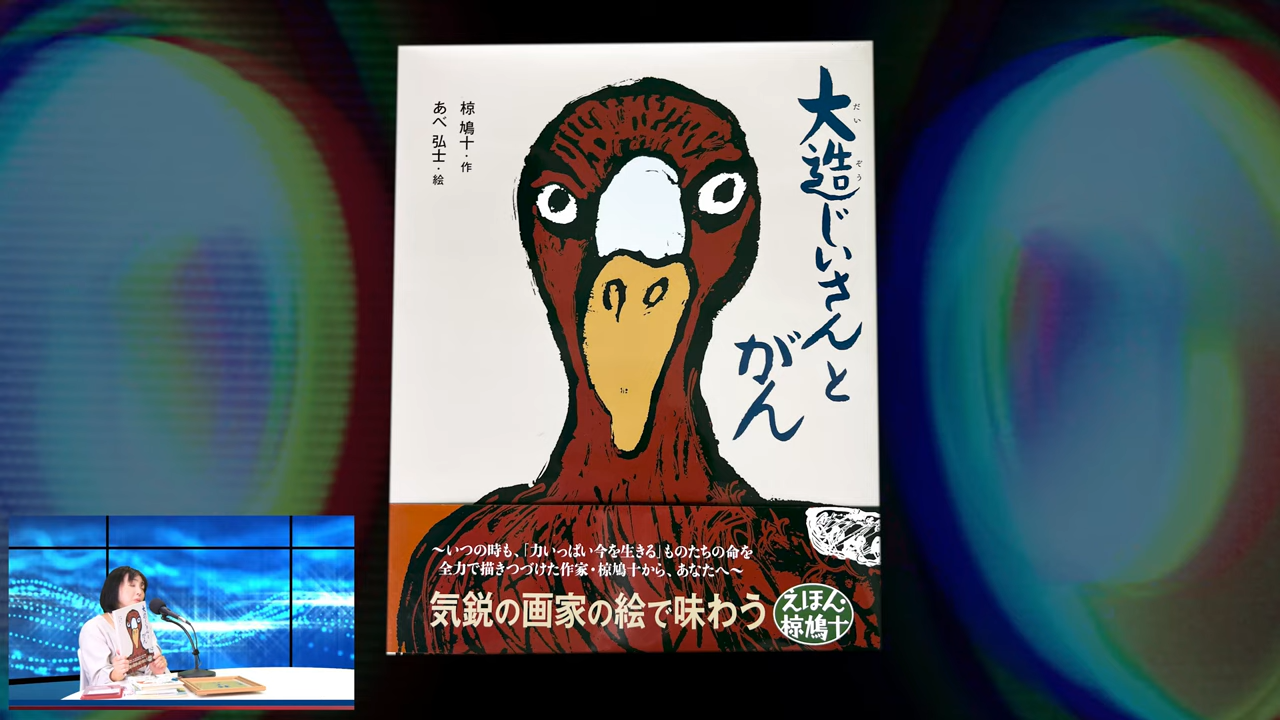 大造じいさんと
だいぞう
がん
椋 鳩十・作
あべ 弘士・絵
〜いつの時も、「力いっぱい今を生きる」ものたちの命を
全力で描きつづけた作家・椋鳩十から、あなたへ〜
気鋭の画家の絵で味わう
えほん・
椋鳩十